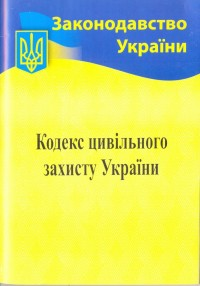 Законодавство
України
Кодекс цивільного
захисту України